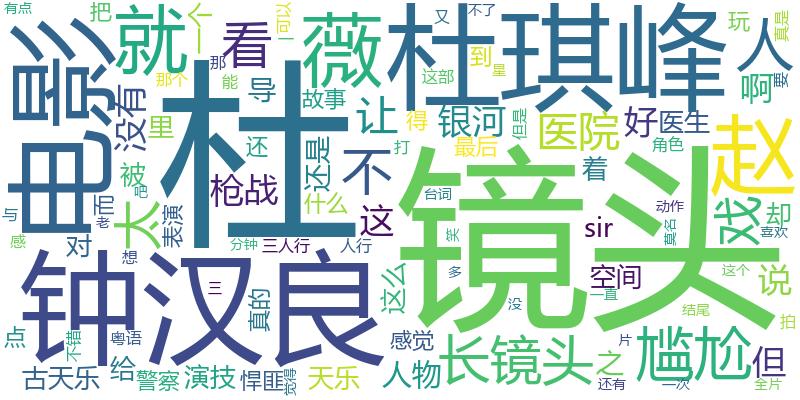 有点
把
就
一个
看
薇
杜琪峰
人
玩
真是
要
又
不了
可以
那
那个
能
到
星
这部
啊
电影
没有
里
杜
导
故事
让
银河
得
但是
医院
好
医生
角色
赵
还
还是
不
打
最后
着
被
而
老
与
感
对
太
吧
想
表演
枪战
什么
这
镜头
台词
动作
莫名
戏
却
喜欢
sir
分钟
三人行
人行
笑
多
没
空间
一直
这个
说
拍
钟汉良
三
真的
这么
点
粤语
不错
给
感觉
长镜头
之
片
结尾
尴尬
但
古天乐
警察
演技
悍匪
觉得
天乐
人物
还有
一次
全片